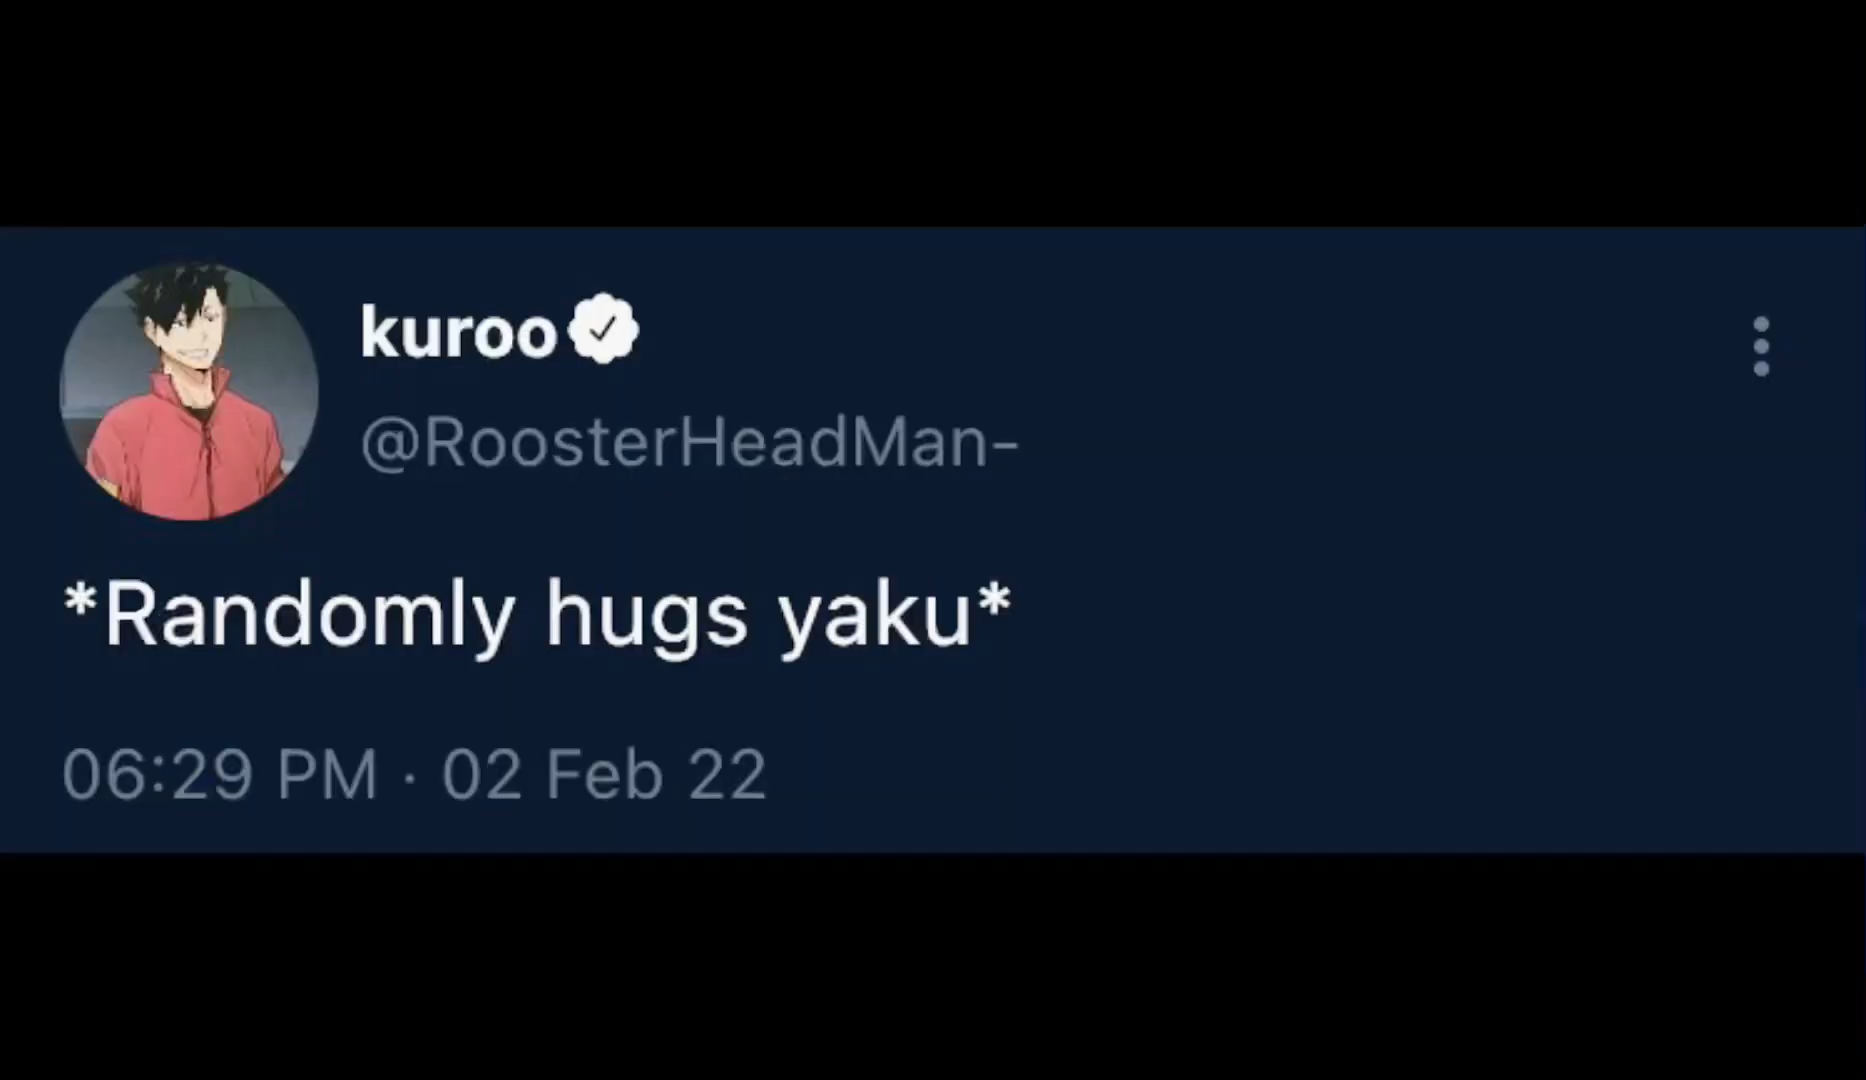 kuroo
@RoosterHeadMan-
*Randomly hugs yaku*
06:29 PM · 02 Feb 22